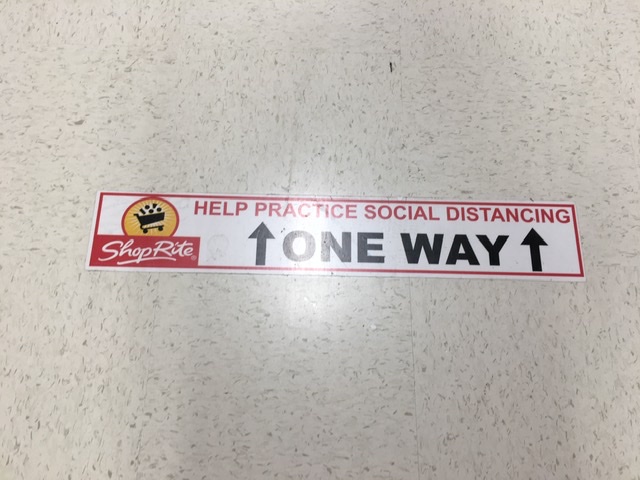 HELP PRACTICE SOCIAL DISTANCING
ShopRite®
↑ ONE WAY ↑